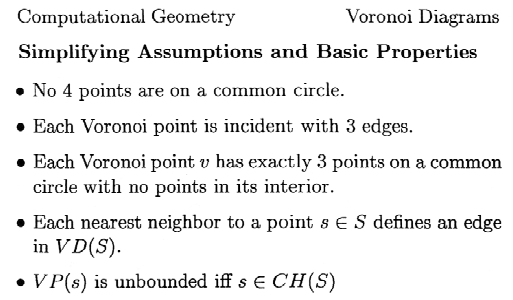 Computational Geometry Voronoi Diagrams
Simplifying Assumptions and Basic Properties
• No 4 points are on a common circle.
• Each Voronoi point is incident with 3 edges.
• Each Voronoi point v has exactly 3 points on a common
circle with no points in its interior.
• Each nearest neighbor to a point s ∈ S defines an edge
in VD(S).
• VP(s) is unbounded iff s ∈ CH(S)